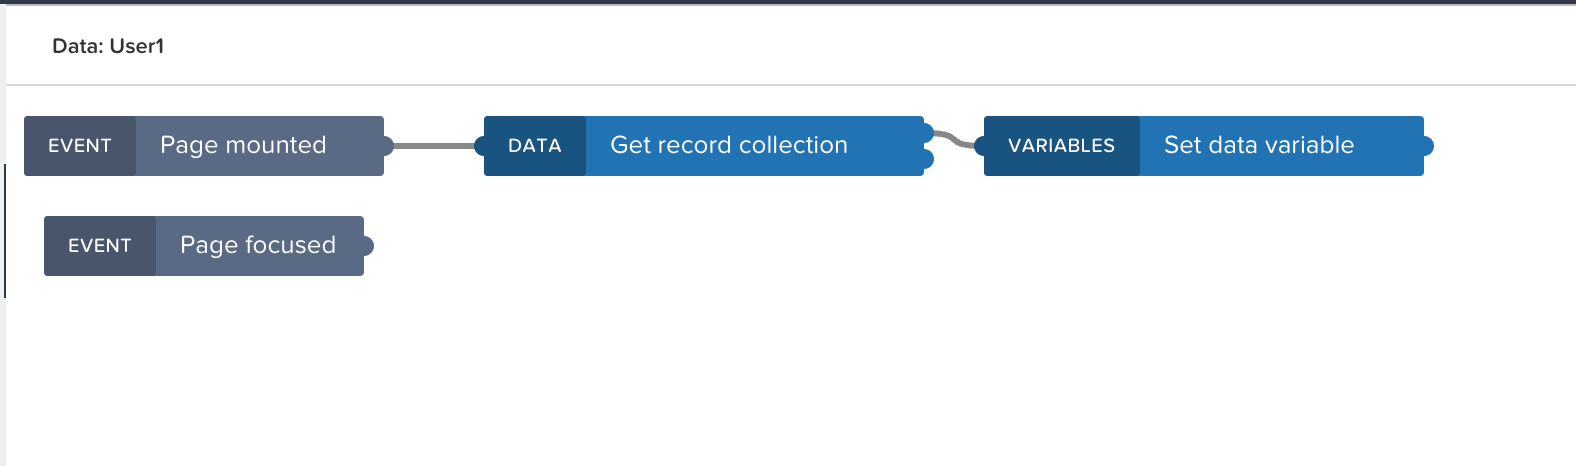 Data: User1
EVENT Page mounted DATA Get record collection VARIABLES Set data variable
EVENT Page focused